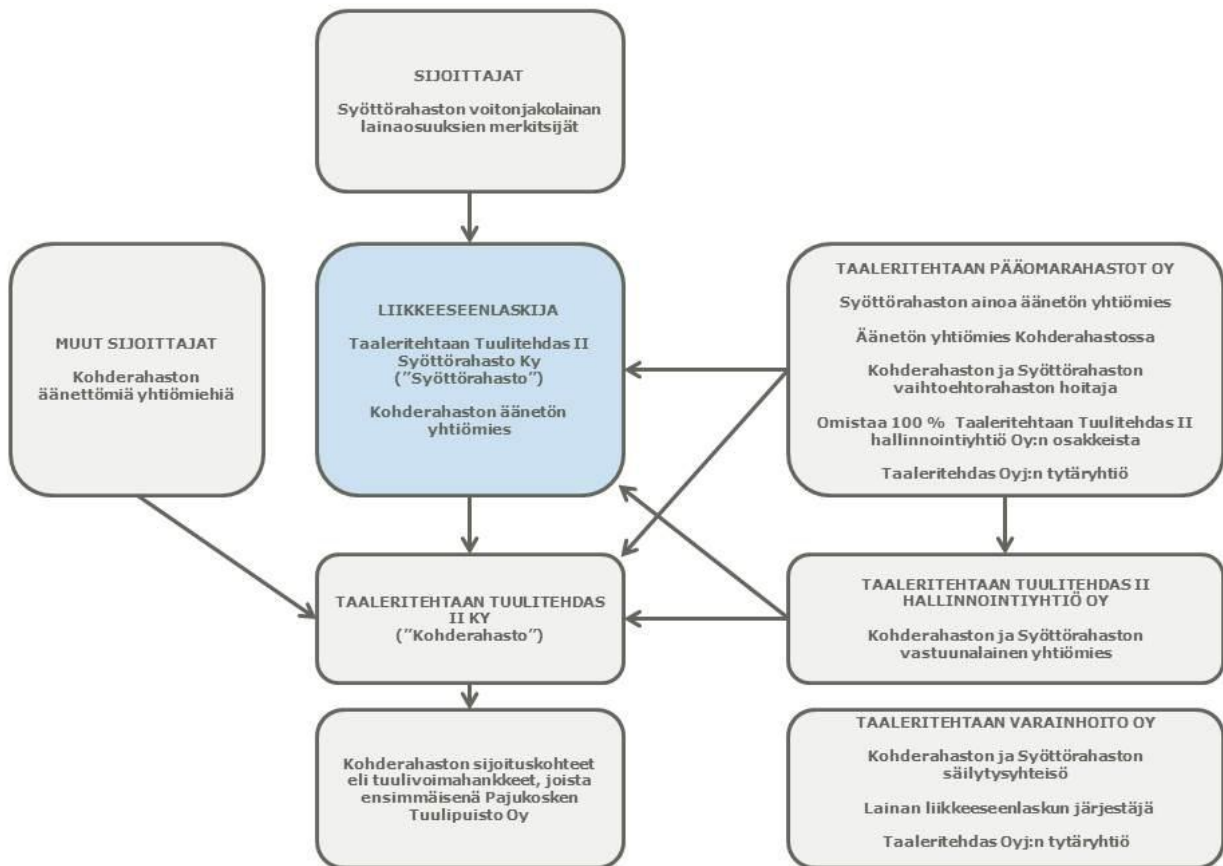 SIJOITTAJAT
Syöttörahaston voitonjakolainan
lainaosuuksien merkitsijät
MUUT SIJOITTAJAT
Kohderahaston
äänettömiä yhtiömiehiä
LIIKKEESEENLASKIJA
Taaleritehtaan Tuulitehdas II
Syöttörahasto Ky
("Syöttörahasto")
Kohderahaston äänetön
yhtiömies
TAALERITEHTAAN PÄÄOMARAHASTOT OY
Syöttörahaston ainoa äänetön yhtiömies
Äänetön yhtiömies Kohderahastossa
Kohderahaston ja Syöttörahaston
vaihtoehtorahaston hoitaja
Omistaa 100 % Taaleritehtaan Tuulitehdas II
hallinnointiyhtiö Oy:n osakkeista
Taaleritehdas Oyj:n tytäryhtiö
TAALERITEHTAAN TUULITEHDAS
II KY
("Kohderahasto")
TAALERITEHTAAN TUULITEHDAS II
HALLINNOINTIYHTIÖ OY
Kohderahaston ja Syöttörahaston
vastuunalainen yhtiömies
Kohderahaston sijoituskohteet
eli tuulivoimahankkeet, joista
ensimmäisenä Pajukosken
Tuulipuisto Oy
TAALERITEHTAAN VARAINHOITO OY
Kohderahaston ja Syöttörahaston
säilytysyhteisö
Lainan liikkeeseenlaskun järjestäjä
Taaleritehdas Oyj:n tytäryhtiö